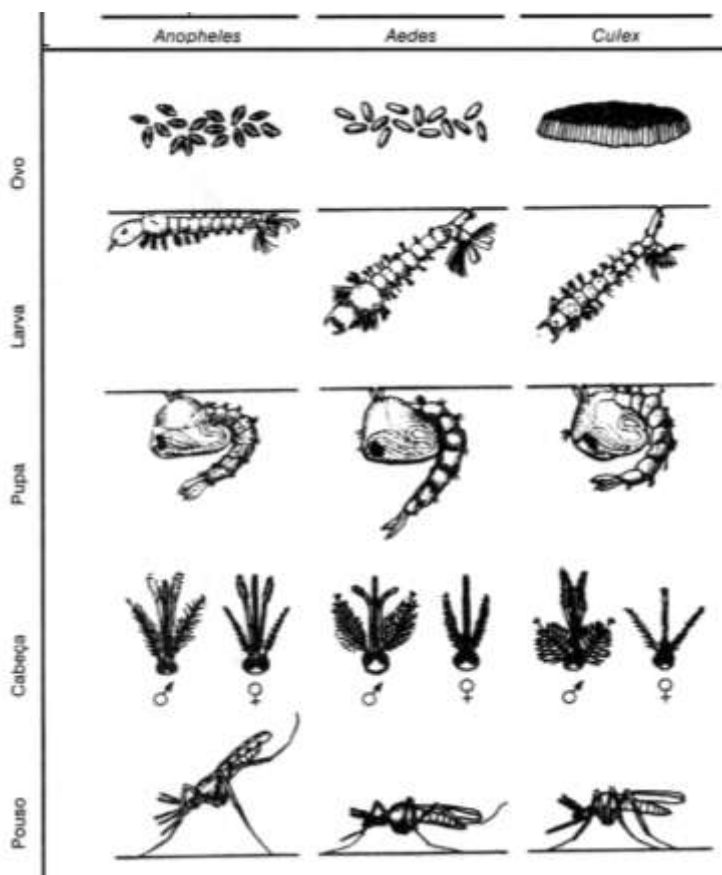 Anopheles Aedes Culex
Ovo
Larva
Pupa
Cabeça
♂ ♀ ♂ ♀ ♂ ♀
Pouso